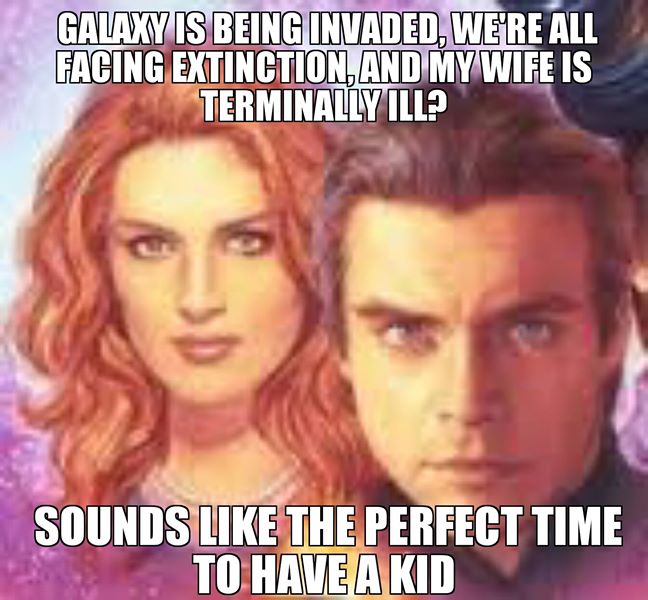 GALAXY IS BEING INVADED, WE'RE ALL
FACING EXTINCTION, AND MY WIFE IS
TERMINALLY ILL?
SOUNDS LIKE THE PERFECT TIME
TO HAVE A KID